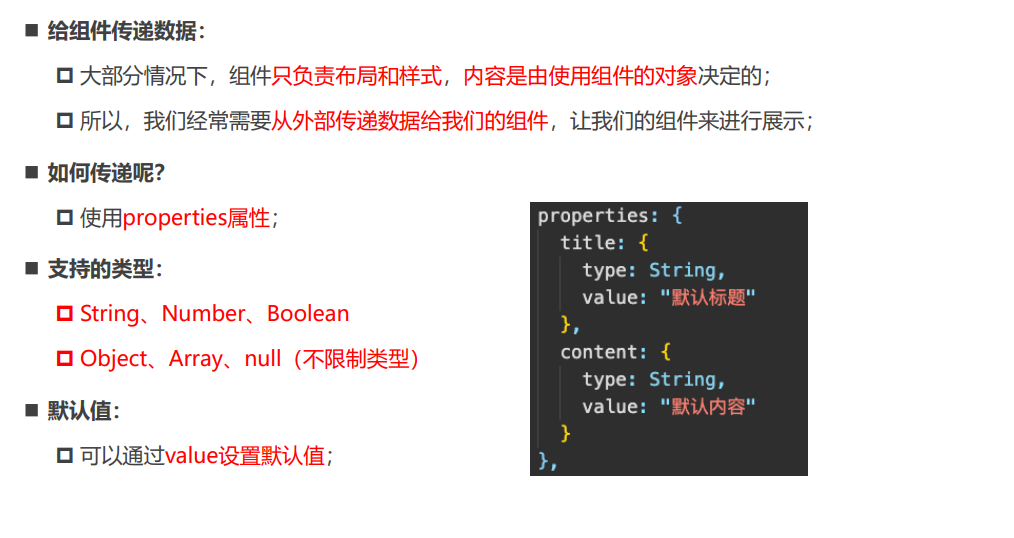 给组件传递数据：
大部分情况下，组件只负责布局和样式，内容是由使用组件的对象决定的；
所以，我们经常需要从外部传递数据给我们的组件，让我们的组件来进行展示；
如何传递呢？
使用properties属性；
支持的类型：
String、Number、Boolean
Object、Array、null（不限制类型）
默认值：
可以通过value设置默认值；
properties: {
  title: {
    type: String,
    value: "默认标题"
  },
  content: {
    type: String,
    value: "默认内容"
  }
},